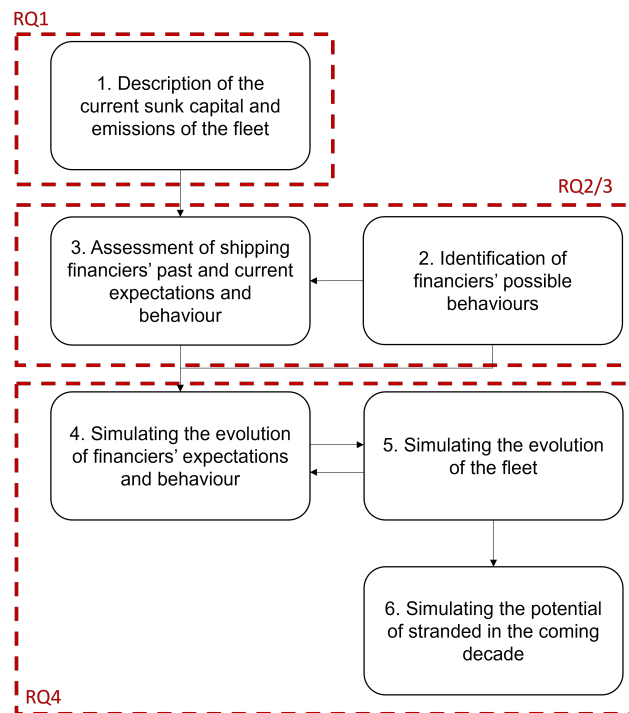 RQ1
1. Description of the
current sunk capital and
emissions of the fleet
RQ2/3
3. Assessment of shipping
financiers’ past and current
expectations and
behaviour
2. Identification of
financiers’ possible
behaviours
4. Simulating the evolution
of financiers’ expectations
and behaviour
5. Simulating the evolution
of the fleet
6. Simulating the potential
of stranded in the coming
decade
RQ4